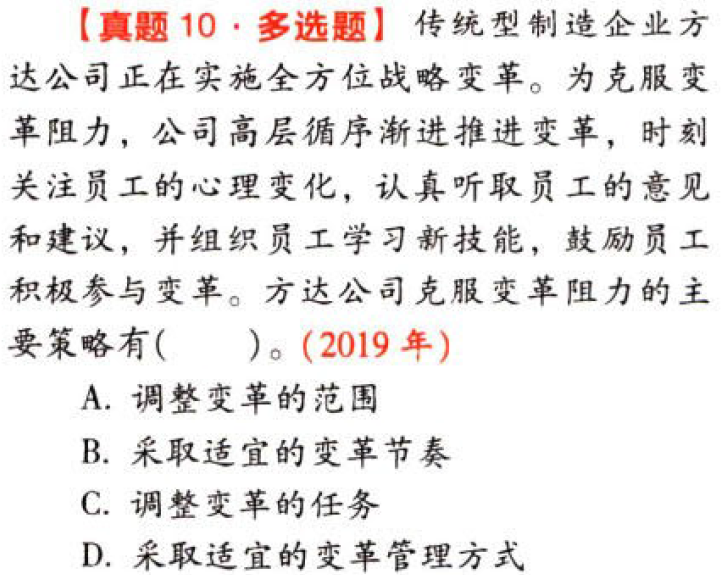 【真题 10·多选题】传统型制造企业方
达公司正在实施全方位战略变革。为克服变
革阻力，公司高层循序渐进推进变革，时刻
关注员工的心理变化，认真听取员工的意见
和建议，并组织员工学习新技能，鼓励员工
积极参与变革。方达公司克服变革阻力的主
要策略有(　　)。(2019 年)
A. 调整变革的范围
B. 采取适宜的变革节奏
C. 调整变革的任务
D. 采取适宜的变革管理方式